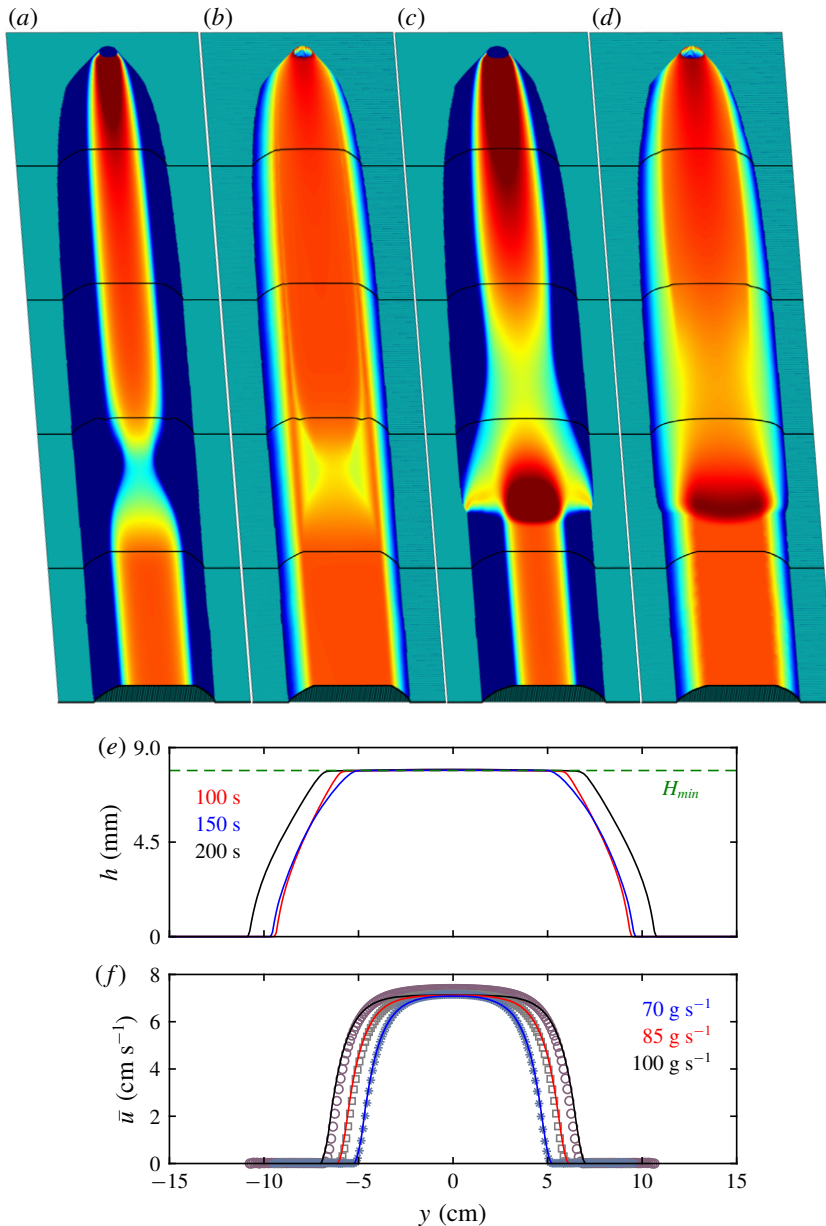 (a) (b) (c) (d)
(e)
9.0
4.5
0
h (mm)
100 s
150 s
200 s
H_min
(f)
8
6
4
2
0
ū (cm s⁻¹)
70 g s⁻¹
85 g s⁻¹
100 g s⁻¹
−15 −10 −5 0 5 10 15
y (cm)